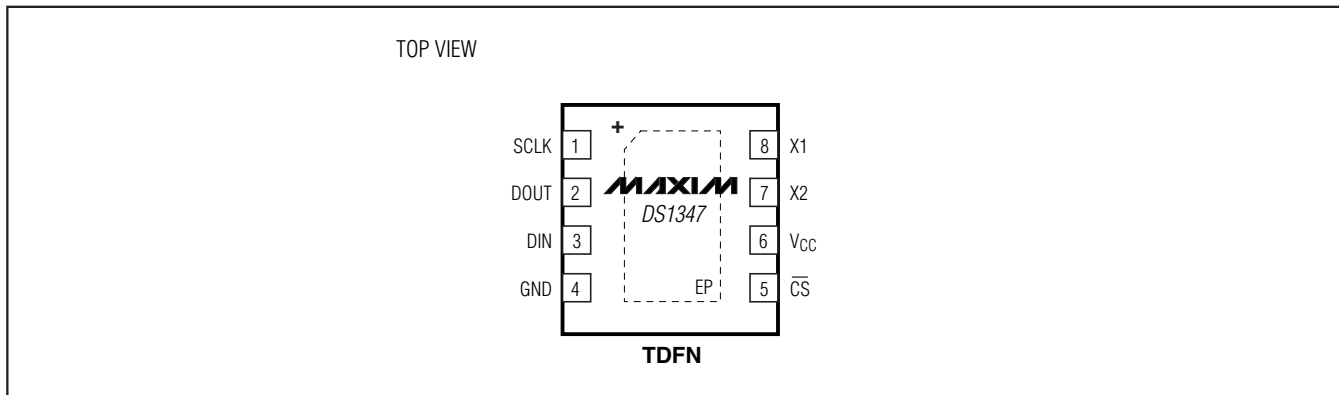 TOP VIEW
+
SCLK 1 8 X1
DOUT 2 MAXIM 7 X2
DS1347
DIN 3 6 VCC
GND 4 EP 5 C̅S̅
TDFN